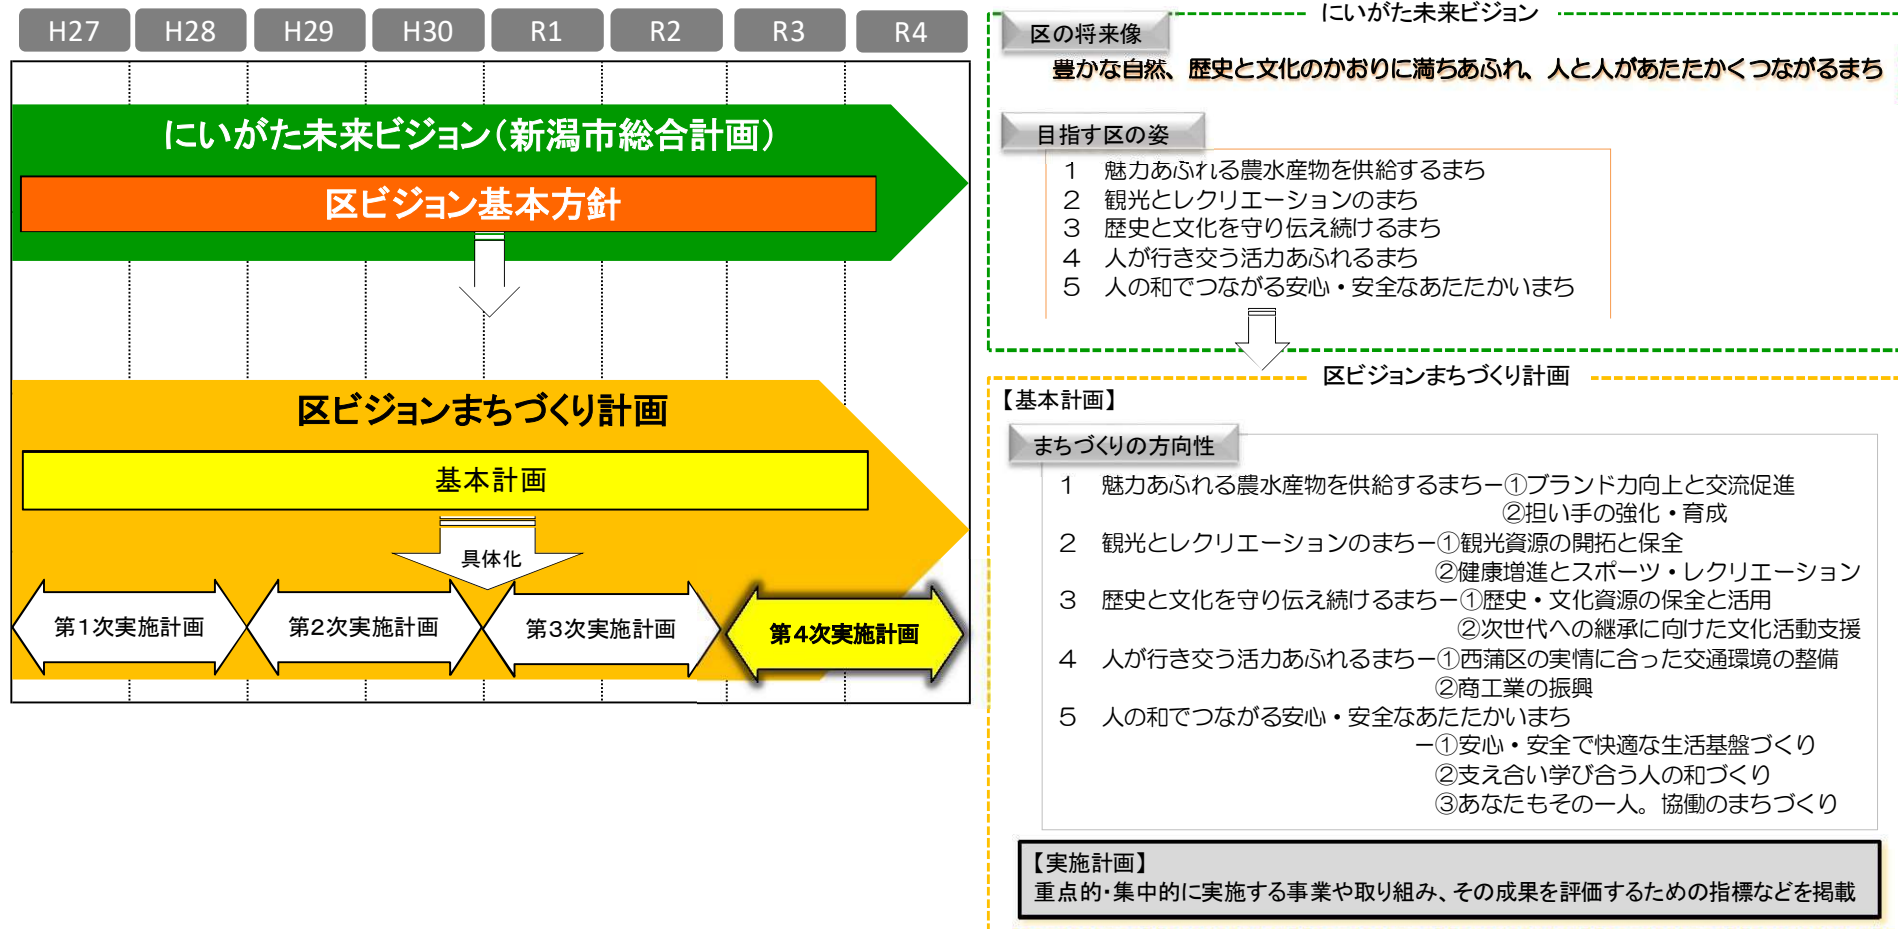 H27 H28 H29 H30 R1 R2 R3 R4
にいがた未来ビジョン（新潟市総合計画）
区ビジョン基本方針
区ビジョンまちづくり計画
基本計画
具体化
第1次実施計画
第2次実施計画
第3次実施計画
第4次実施計画
にいがた未来ビジョン
区の将来像
豊かな自然、歴史と文化のかおりに満ちあふれ、人と人があたたかくつながるまち
目指す区の姿
1 魅力あふれる農水産物を供給するまち
2 観光とレクリエーションのまち
3 歴史と文化を守り伝え続けるまち
4 人が行き交う活力あふれるまち
5 人の和でつながる安心・安全なあたたかいまち
区ビジョンまちづくり計画
【基本計画】
まちづくりの方向性
1 魅力あふれる農水産物を供給するまちー①ブランド力向上と交流促進
②担い手の強化・育成
2 観光とレクリエーションのまちー①観光資源の開拓と保全
②健康増進とスポーツ・レクリエーション
3 歴史と文化を守り伝え続けるまちー①歴史・文化資源の保全と活用
②次世代への継承に向けた文化活動支援
4 人が行き交う活力あふれるまちー①西蒲区の実情に合った交通環境の整備
②商工業の振興
5 人の和でつながる安心・安全なあたたかいまち
ー①安心・安全で快適な生活基盤づくり
②支え合い学び合う人の和づくり
③あなたもその一人。協働のまちづくり
【実施計画】
重点的・集中的に実施する事業や取り組み、その成果を評価するための指標などを掲載